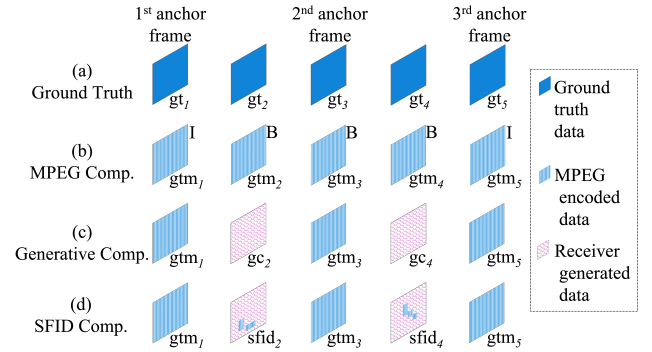 1st anchor frame
2nd anchor frame
3rd anchor frame
(a)
Ground Truth
gt1
gt2
gt3
gt4
gt5
(b)
MPEG Comp.
I
B
B
B
I
gtm1
gtm2
gtm3
gtm4
gtm5
(c)
Generative Comp.
gtm1
gc2
gtm3
gc4
gtm5
(d)
SFID Comp.
gtm1
sfid2
gtm3
sfid4
gtm5
Ground
truth
data
MPEG
encoded
data
Receiver
generated
data